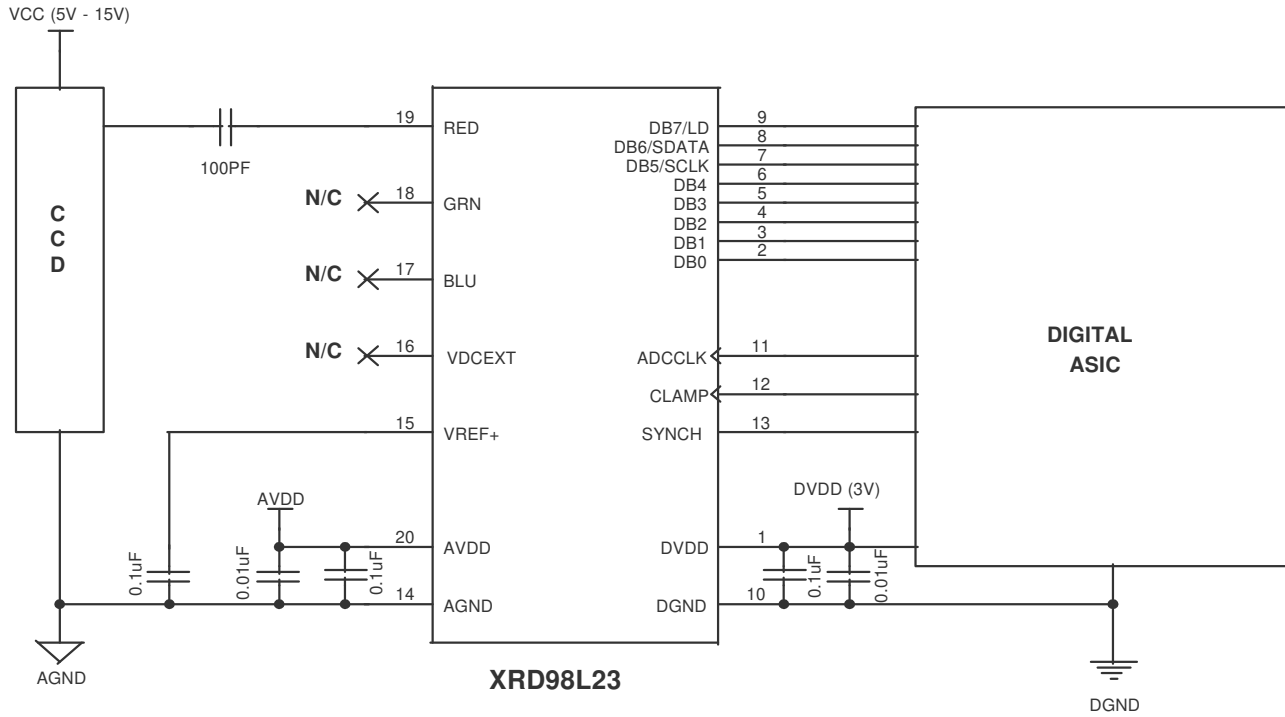 VCC (5V - 15V)
C
C
D
100PF
19
RED
N/C
18
GRN
N/C
17
BLU
N/C
16
VDCEXT
15
VREF+
AVDD
20
AVDD
0.1uF
0.01uF
0.1uF
14
AGND
AGND
DB7/LD
9
DB6/SDATA
8
DB5/SCLK
7
DB4
6
DB3
5
DB2
4
DB1
3
DB0
2
ADCCLK
11
CLAMP
12
SYNCH
13
DVDD (3V)
DVDD
1
0.1uF
0.01uF
DGND
10
DIGITAL
ASIC
DGND
XRD98L23